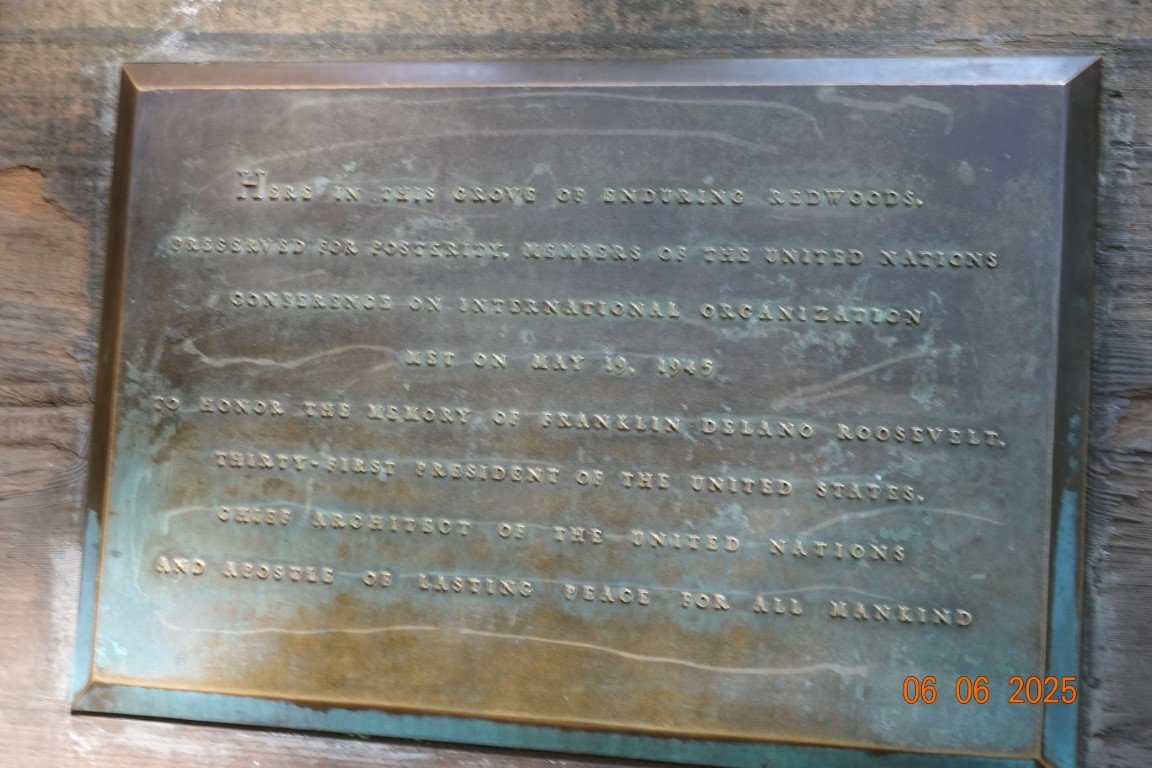 HERE IN THIS GROVE OF ENDURING REDWOODS,
PRESERVED FOR POSTERITY, MEMBERS OF THE UNITED NATIONS
CONFERENCE ON INTERNATIONAL ORGANIZATION
MET ON MAY 19, 1945
TO HONOR THE MEMORY OF FRANKLIN DELANO ROOSEVELT,
THIRTY-FIRST PRESIDENT OF THE UNITED STATES,
CHIEF ARCHITECT OF THE UNITED NATIONS
AND APOSTLE OF LASTING PEACE FOR ALL MANKIND
06 06 2025